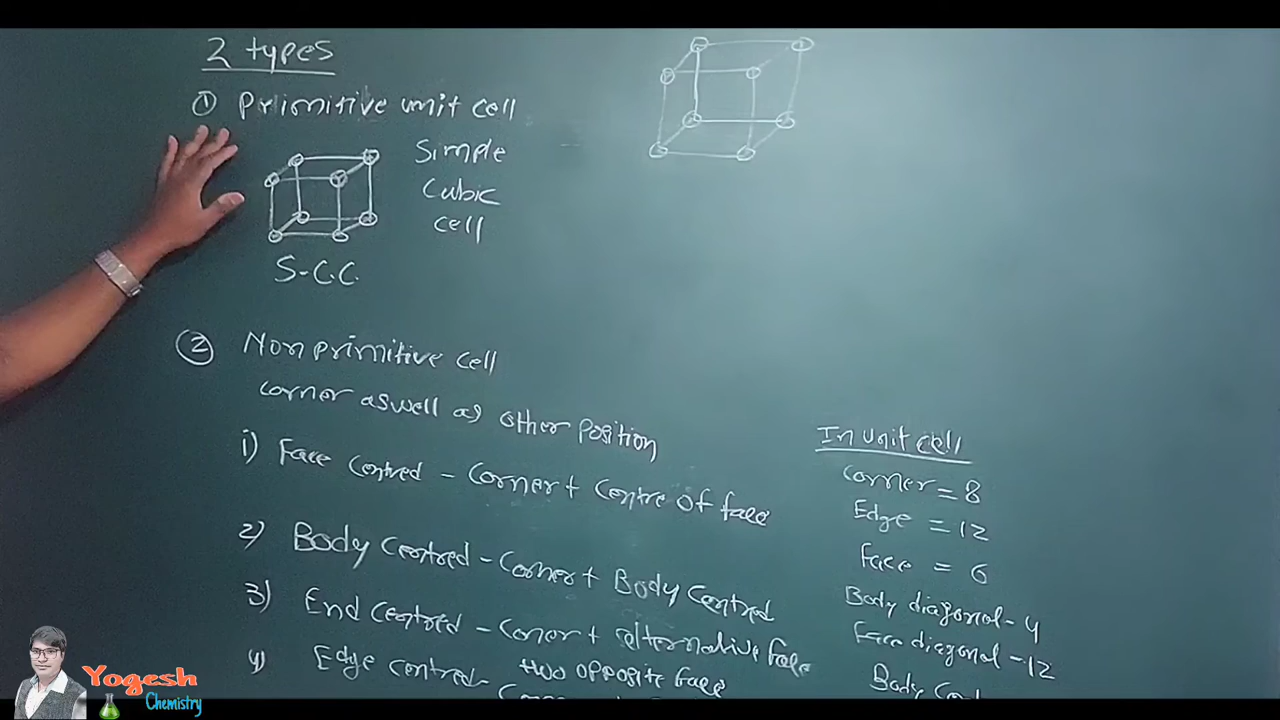 2 types
① Primitive unit cell
Simple
Cubic
cell
S.C.C.
② Non primitive cell
corner aswell as other position
i) Face centred - corner + centre of face
2) Body centred - corner + Body centred
3) End centred - corner + alternative face
two opposite face
4) Edge centred -
In unit cell
corner = 8
Edge = 12
Face = 6
Body diagonal - 4
Face diagonal - 12
Body
Yogesh
Chemistry